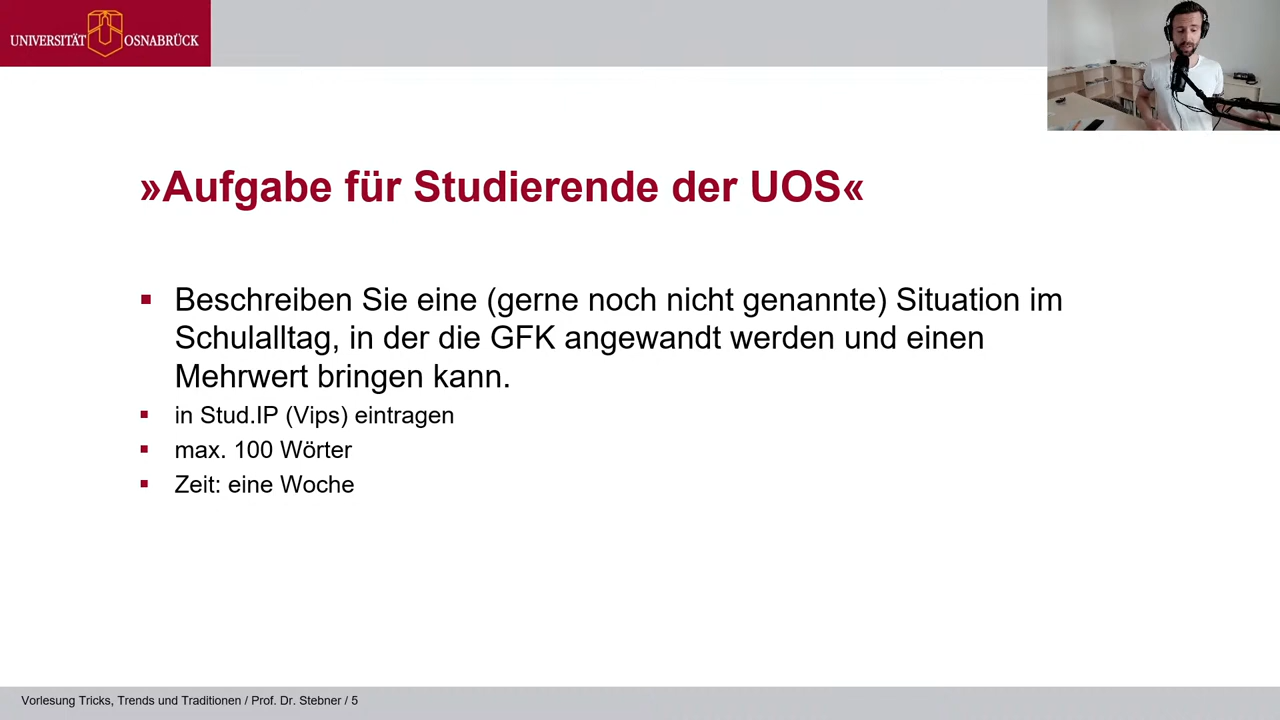 UNIVERSITÄT OSNABRÜCK
»Aufgabe für Studierende der UOS«
Beschreiben Sie eine (gerne noch nicht genannte) Situation im
Schulalltag, in der die GFK angewandt werden und einen
Mehrwert bringen kann.
in Stud.IP (Vips) eintragen
max. 100 Wörter
Zeit: eine Woche
Vorlesung Tricks, Trends und Traditionen / Prof. Dr. Stebner / 5